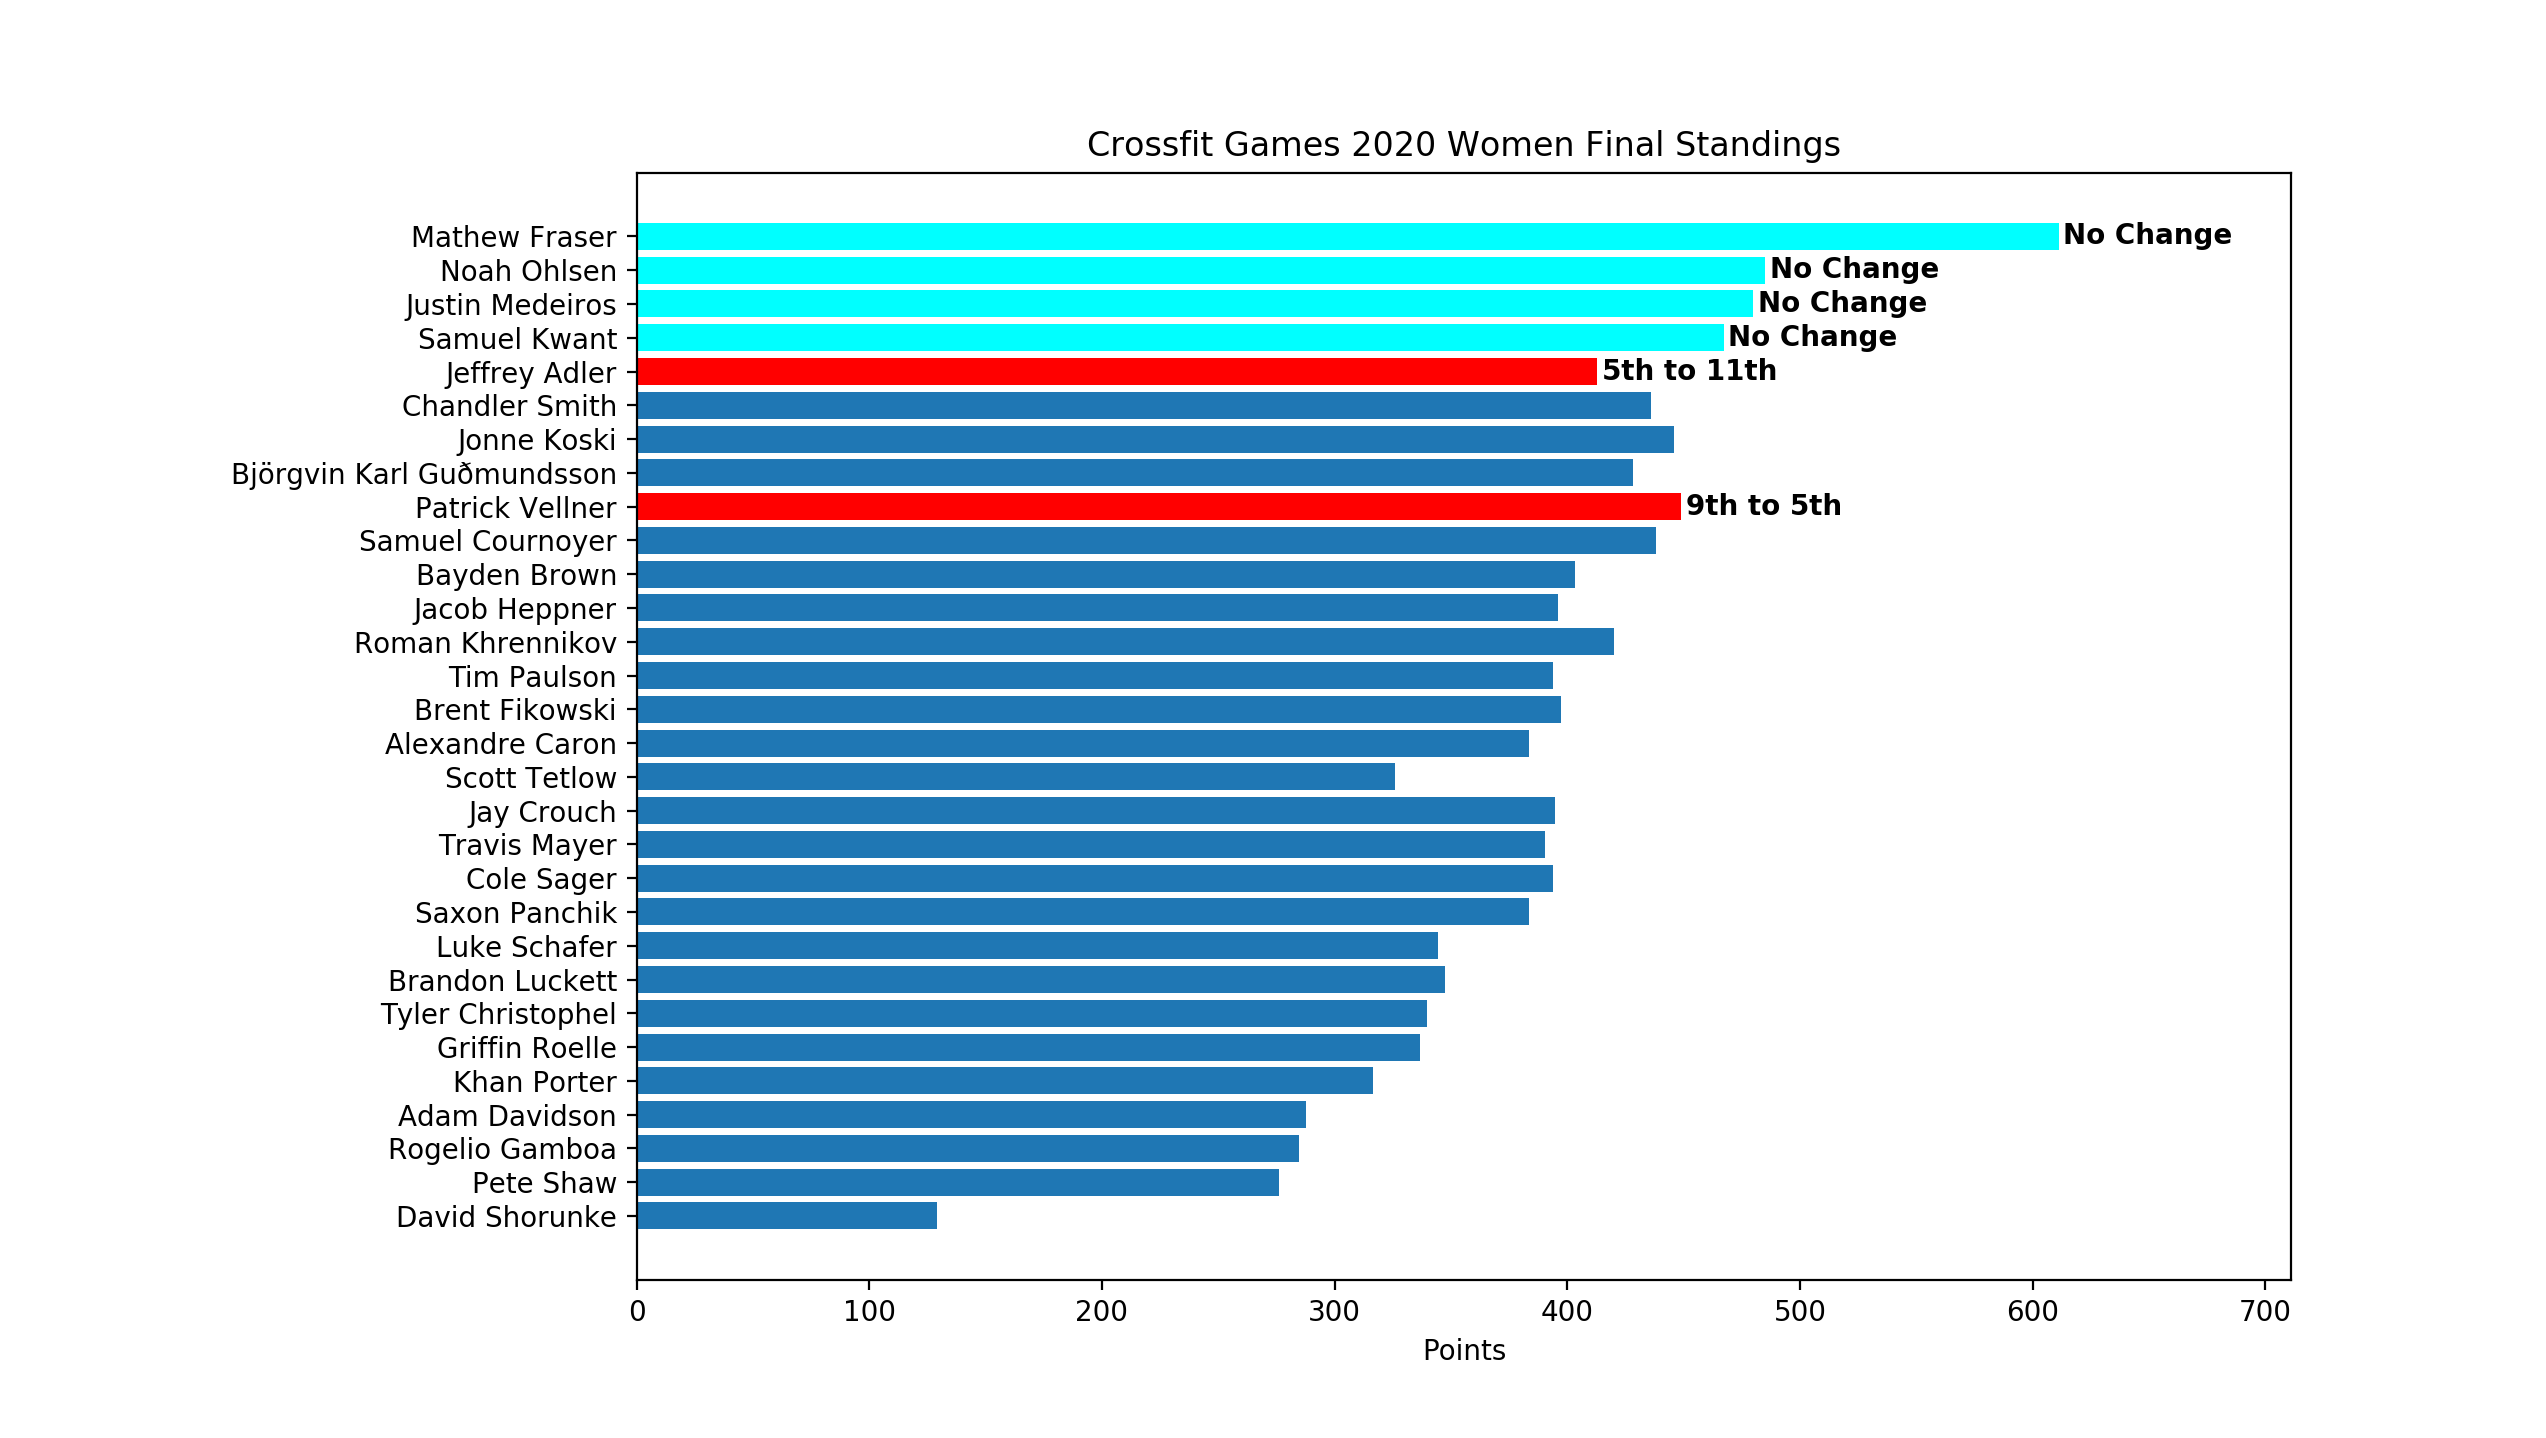 Crossfit Games 2020 Women Final Standings
Mathew Fraser No Change
Noah Ohlsen No Change
Justin Medeiros No Change
Samuel Kwant No Change
Jeffrey Adler 5th to 11th
Chandler Smith
Jonne Koski
Björgvin Karl Guðmundsson
Patrick Vellner 9th to 5th
Samuel Cournoyer
Bayden Brown
Jacob Heppner
Roman Khrennikov
Tim Paulson
Brent Fikowski
Alexandre Caron
Scott Tetlow
Jay Crouch
Travis Mayer
Cole Sager
Saxon Panchik
Luke Schafer
Brandon Luckett
Tyler Christophel
Griffin Roelle
Khan Porter
Adam Davidson
Rogelio Gamboa
Pete Shaw
David Shorunke
0 100 200 300 400 500 600 700
Points